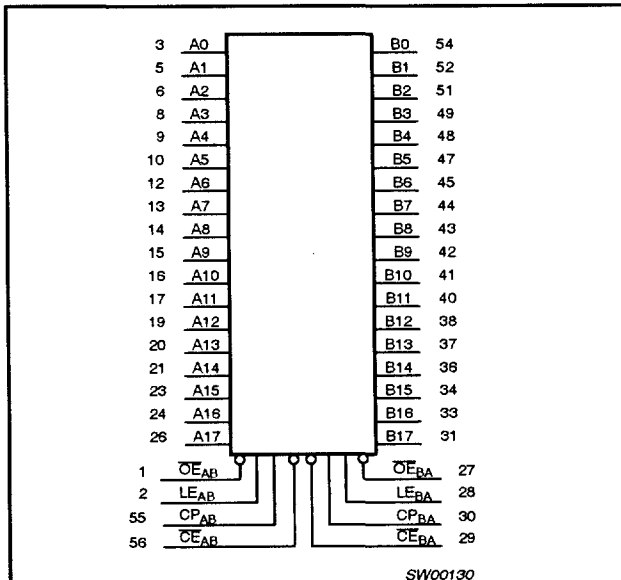 3 A0 B0 54
5 A1 B1 52
6 A2 B2 51
8 A3 B3 49
9 A4 B4 48
10 A5 B5 47
12 A6 B6 45
13 A7 B7 44
14 A8 B8 43
15 A9 B9 42
16 A10 B10 41
17 A11 B11 40
19 A12 B12 38
20 A13 B13 37
21 A14 B14 36
23 A15 B15 34
24 A16 B16 33
26 A17 B17 31
1 O̅E̅AB O̅E̅BA 27
2 LEAB LEBA 28
55 CPAB CPBA 30
56 C̅E̅AB C̅E̅BA 29
SW00130